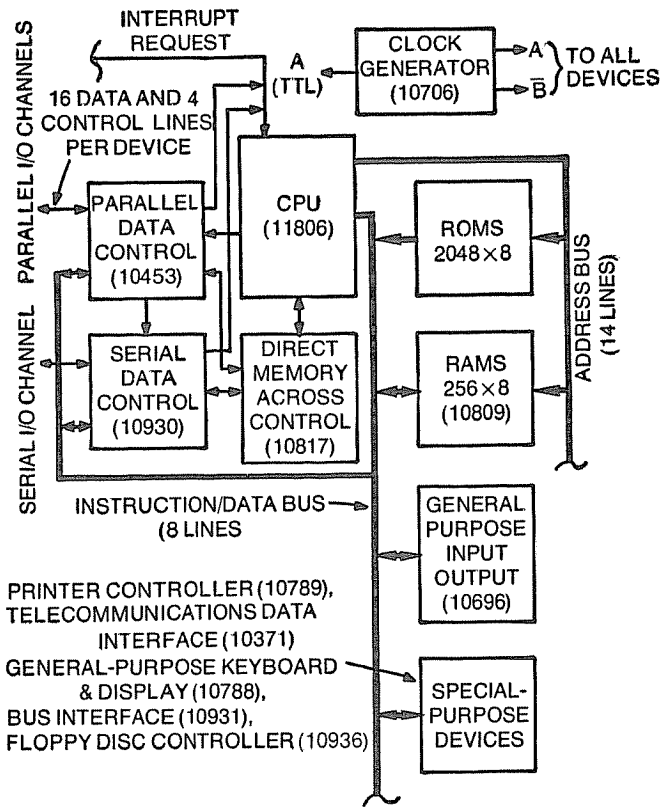 INTERRUPT
REQUEST
A
(TTL)
CLOCK
GENERATOR
(10706)
A
B̅
TO ALL
DEVICES
16 DATA AND 4
CONTROL LINES
PER DEVICE
PARALLEL I/O CHANNELS
SERIAL I/O CHANNEL
PARALLEL
DATA
CONTROL
(10453)
CPU
(11806)
ROMS
2048×8
ADDRESS BUS
(14 LINES)
SERIAL
DATA
CONTROL
(10930)
DIRECT
MEMORY
ACROSS
CONTROL
(10817)
RAMS
256×8
(10809)
INSTRUCTION/DATA BUS
(8 LINES
GENERAL
PURPOSE
INPUT
OUTPUT
(10696)
PRINTER CONTROLLER (10789),
TELECOMMUNICATIONS DATA
INTERFACE (10371)
GENERAL-PURPOSE KEYBOARD
& DISPLAY (10788),
BUS INTERFACE (10931),
FLOPPY DISC CONTROLLER (10936)
SPECIAL-
PURPOSE
DEVICES